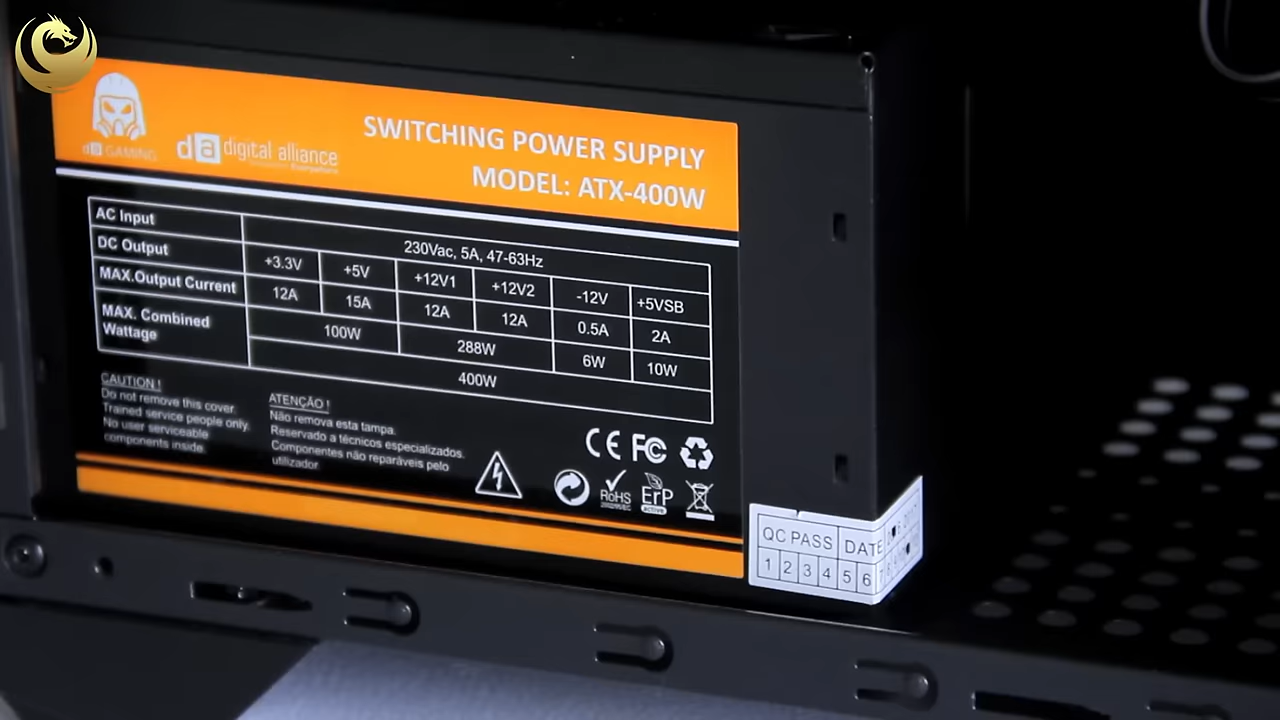 da GAMING
da digital alliance
SWITCHING POWER SUPPLY
MODEL: ATX-400W
AC Input 230Vac, 5A, 47-63Hz
DC Output +3.3V +5V +12V1 +12V2 -12V +5VSB
MAX.Output Current 12A 15A 12A 12A 0.5A 2A
MAX. Combined Wattage 100W 288W 6W 10W
400W
CAUTION !
Do not remove this cover.
Trained service people only.
No user serviceable
components inside.
ATENÇÃO !
Não remova esta tampa.
Reservado a técnicos especializados.
Componentes não reparáveis pelo
utilizador
CE FC
RoHS
ErP
active
QC PASS DATE
1 2 3 4 5 6 7 8